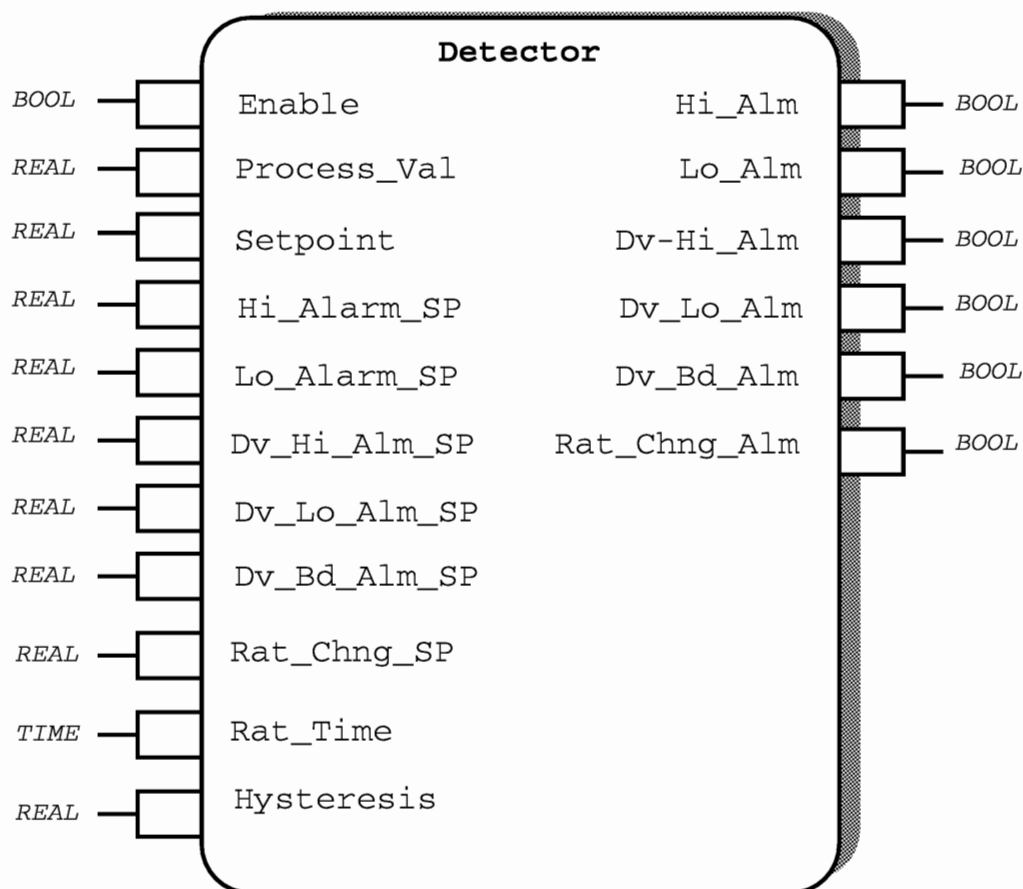 Detector
BOOL Enable Hi_Alm BOOL
REAL Process_Val Lo_Alm BOOL
REAL Setpoint Dv-Hi_Alm BOOL
REAL Hi_Alarm_SP Dv_Lo_Alm BOOL
REAL Lo_Alarm_SP Dv_Bd_Alm BOOL
REAL Dv_Hi_Alm_SP Rat_Chng_Alm BOOL
REAL Dv_Lo_Alm_SP
REAL Dv_Bd_Alm_SP
REAL Rat_Chng_SP
TIME Rat_Time
REAL Hysteresis